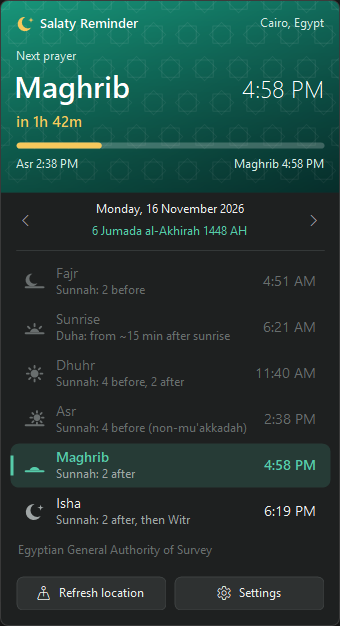 Salaty Reminder
Cairo, Egypt
Next prayer
Maghrib 4:58 PM
in 1h 42m
Asr 2:38 PM Maghrib 4:58 PM
Monday, 16 November 2026
6 Jumada al-Akhirah 1448 AH
Fajr 4:51 AM
Sunnah: 2 before
Sunrise 6:21 AM
Duha: from ~15 min after sunrise
Dhuhr 11:40 AM
Sunnah: 4 before, 2 after
Asr 2:38 PM
Sunnah: 4 before (non-mu'akkadah)
Maghrib 4:58 PM
Sunnah: 2 after
Isha 6:19 PM
Sunnah: 2 after, then Witr
Egyptian General Authority of Survey
Refresh location Settings